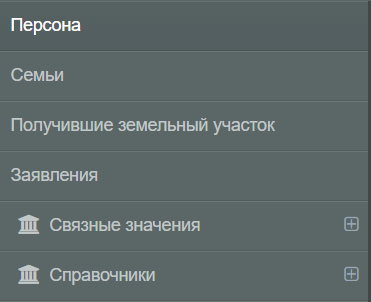 Персона
Семьи
Получившие земельный участок
Заявления
Связные значения
Справочники